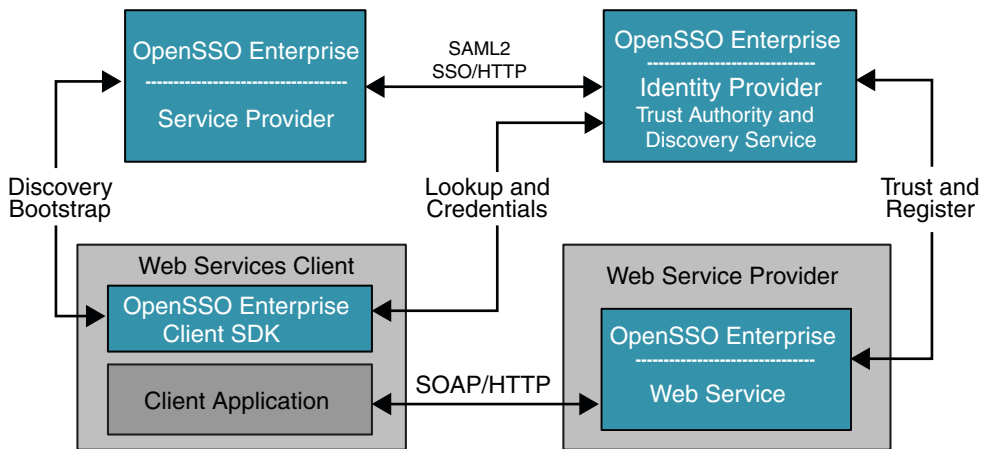 OpenSSO Enterprise
Service Provider
SAML2
SSO/HTTP
OpenSSO Enterprise
Identity Provider
Trust Authority and
Discovery Service
Discovery
Bootstrap
Lookup and
Credentials
Trust and
Register
Web Services Client
OpenSSO Enterprise
Client SDK
Client Application
SOAP/HTTP
Web Service Provider
OpenSSO Enterprise
Web Service